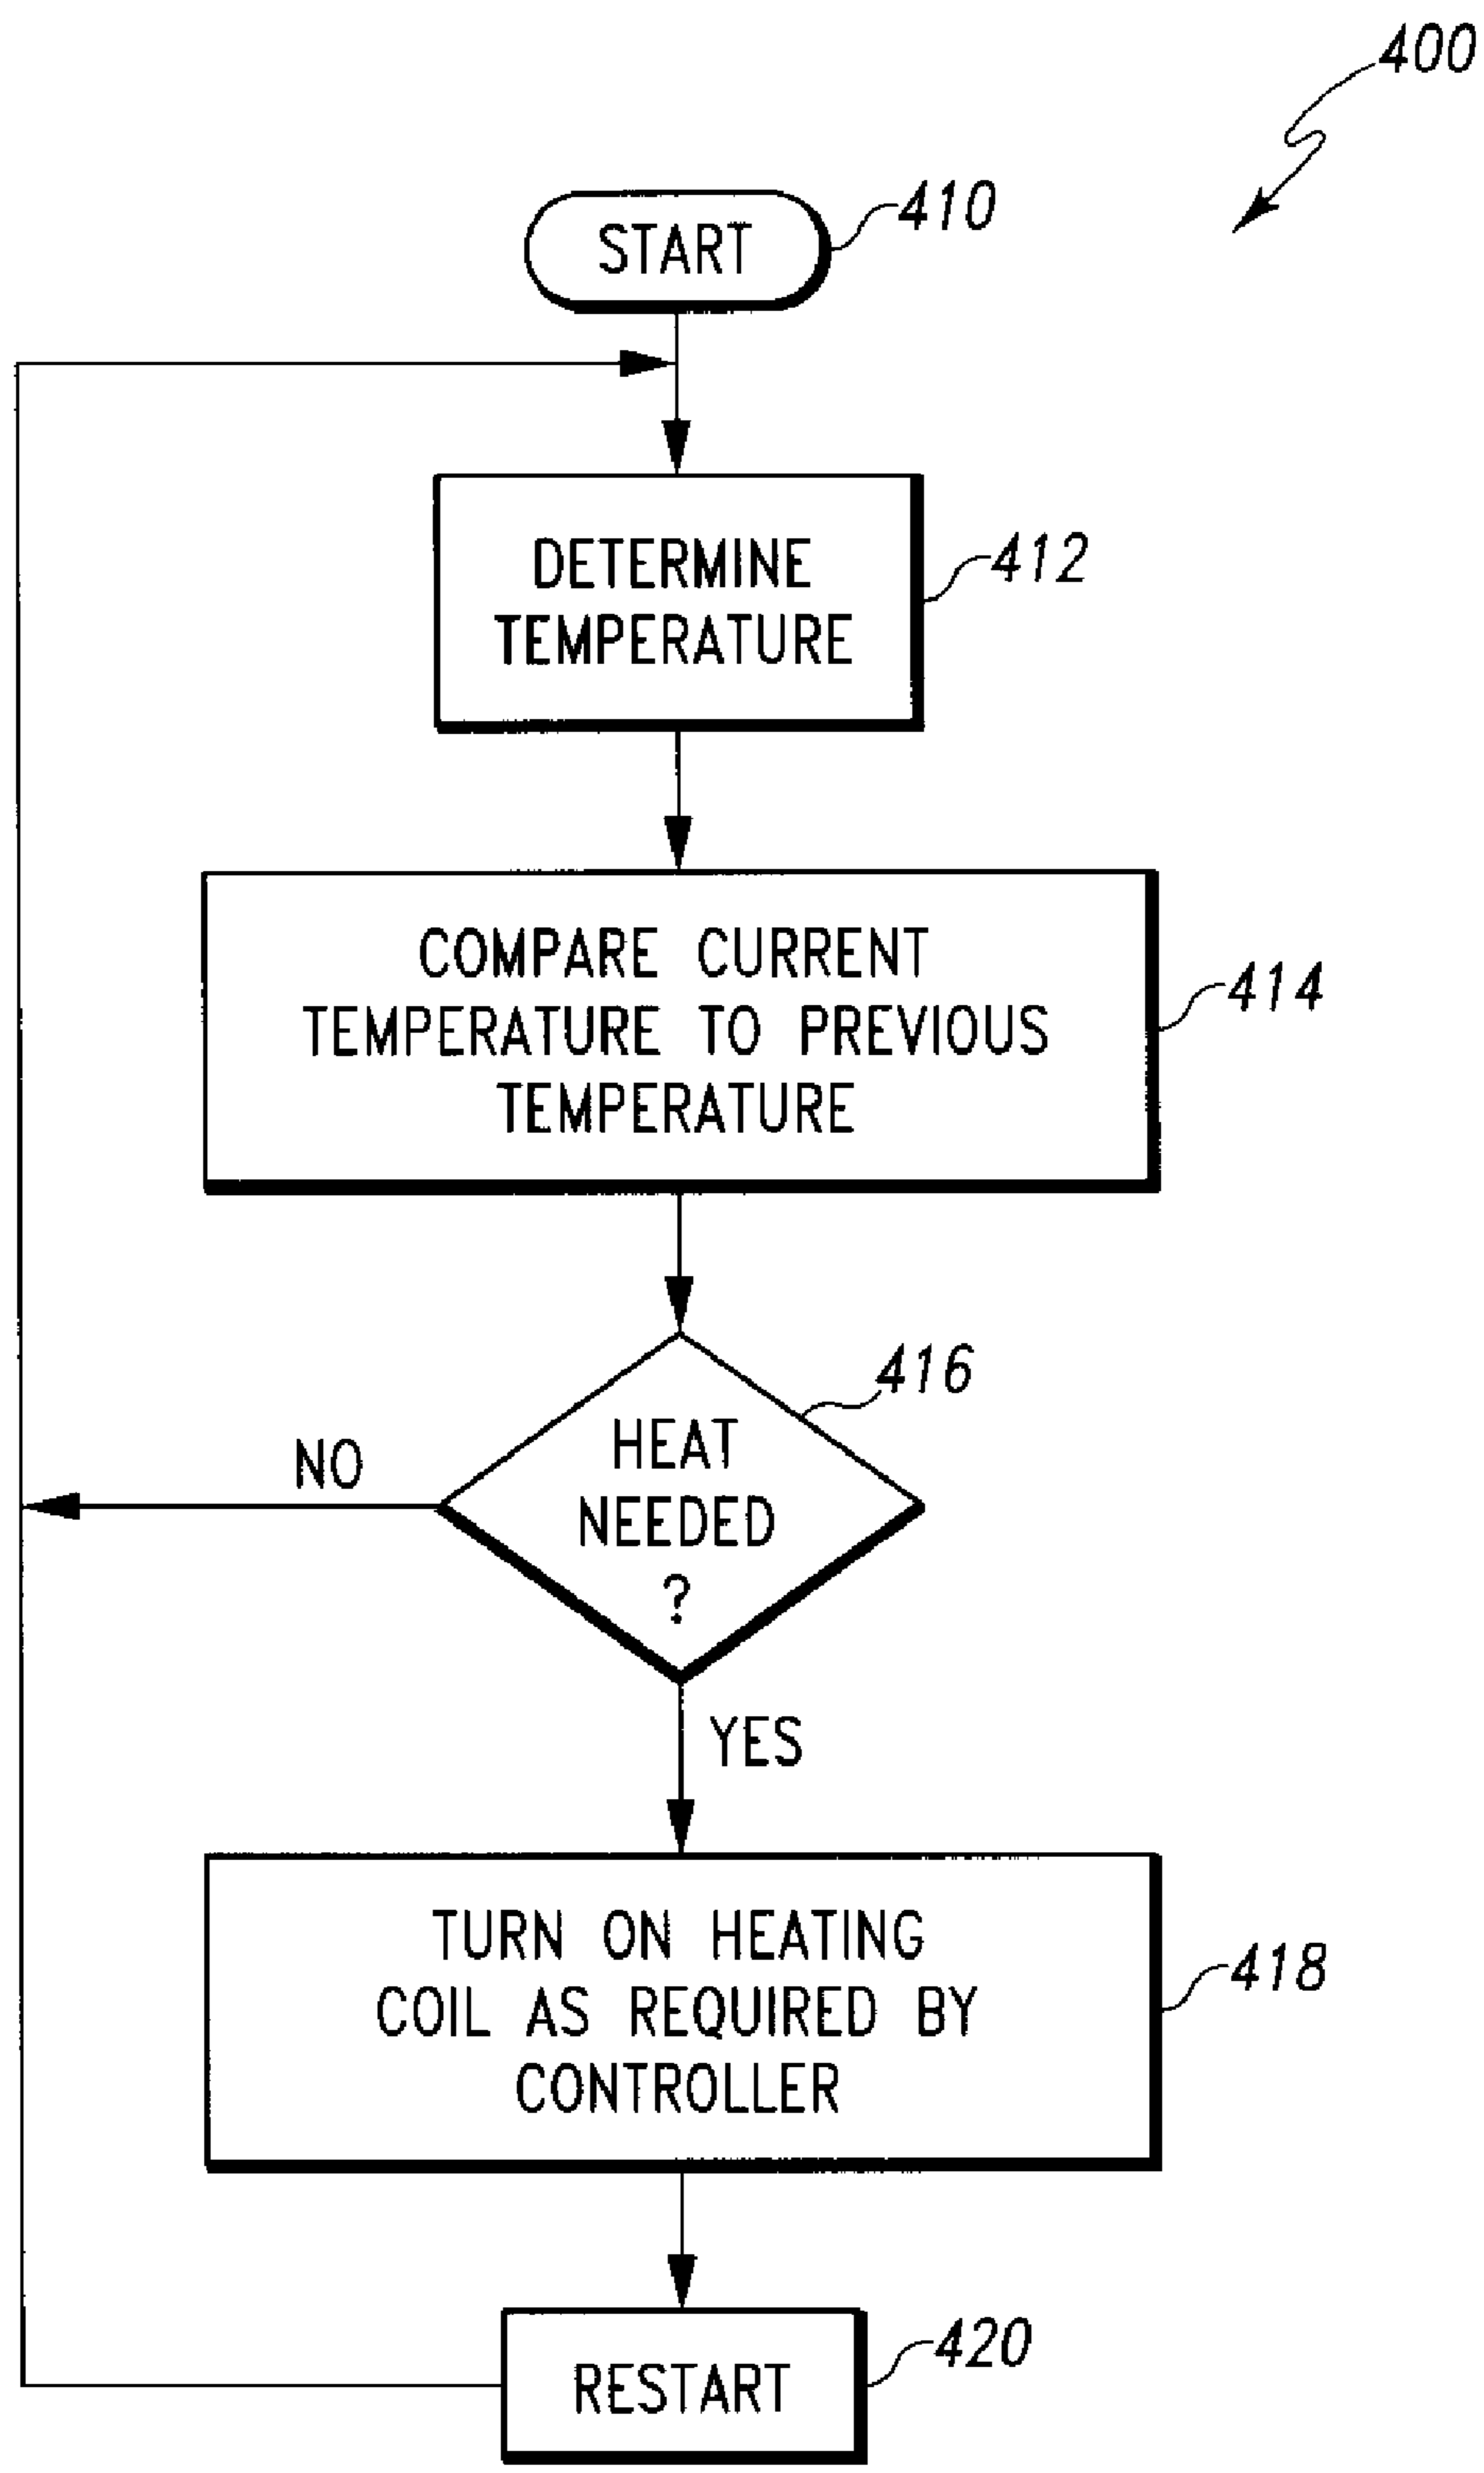 400
START
410
DETERMINE
TEMPERATURE
412
COMPARE CURRENT
TEMPERATURE TO PREVIOUS
TEMPERATURE
414
HEAT
NEEDED
?
416
NO
YES
TURN ON HEATING
COIL AS REQUIRED BY
CONTROLLER
418
RESTART
420